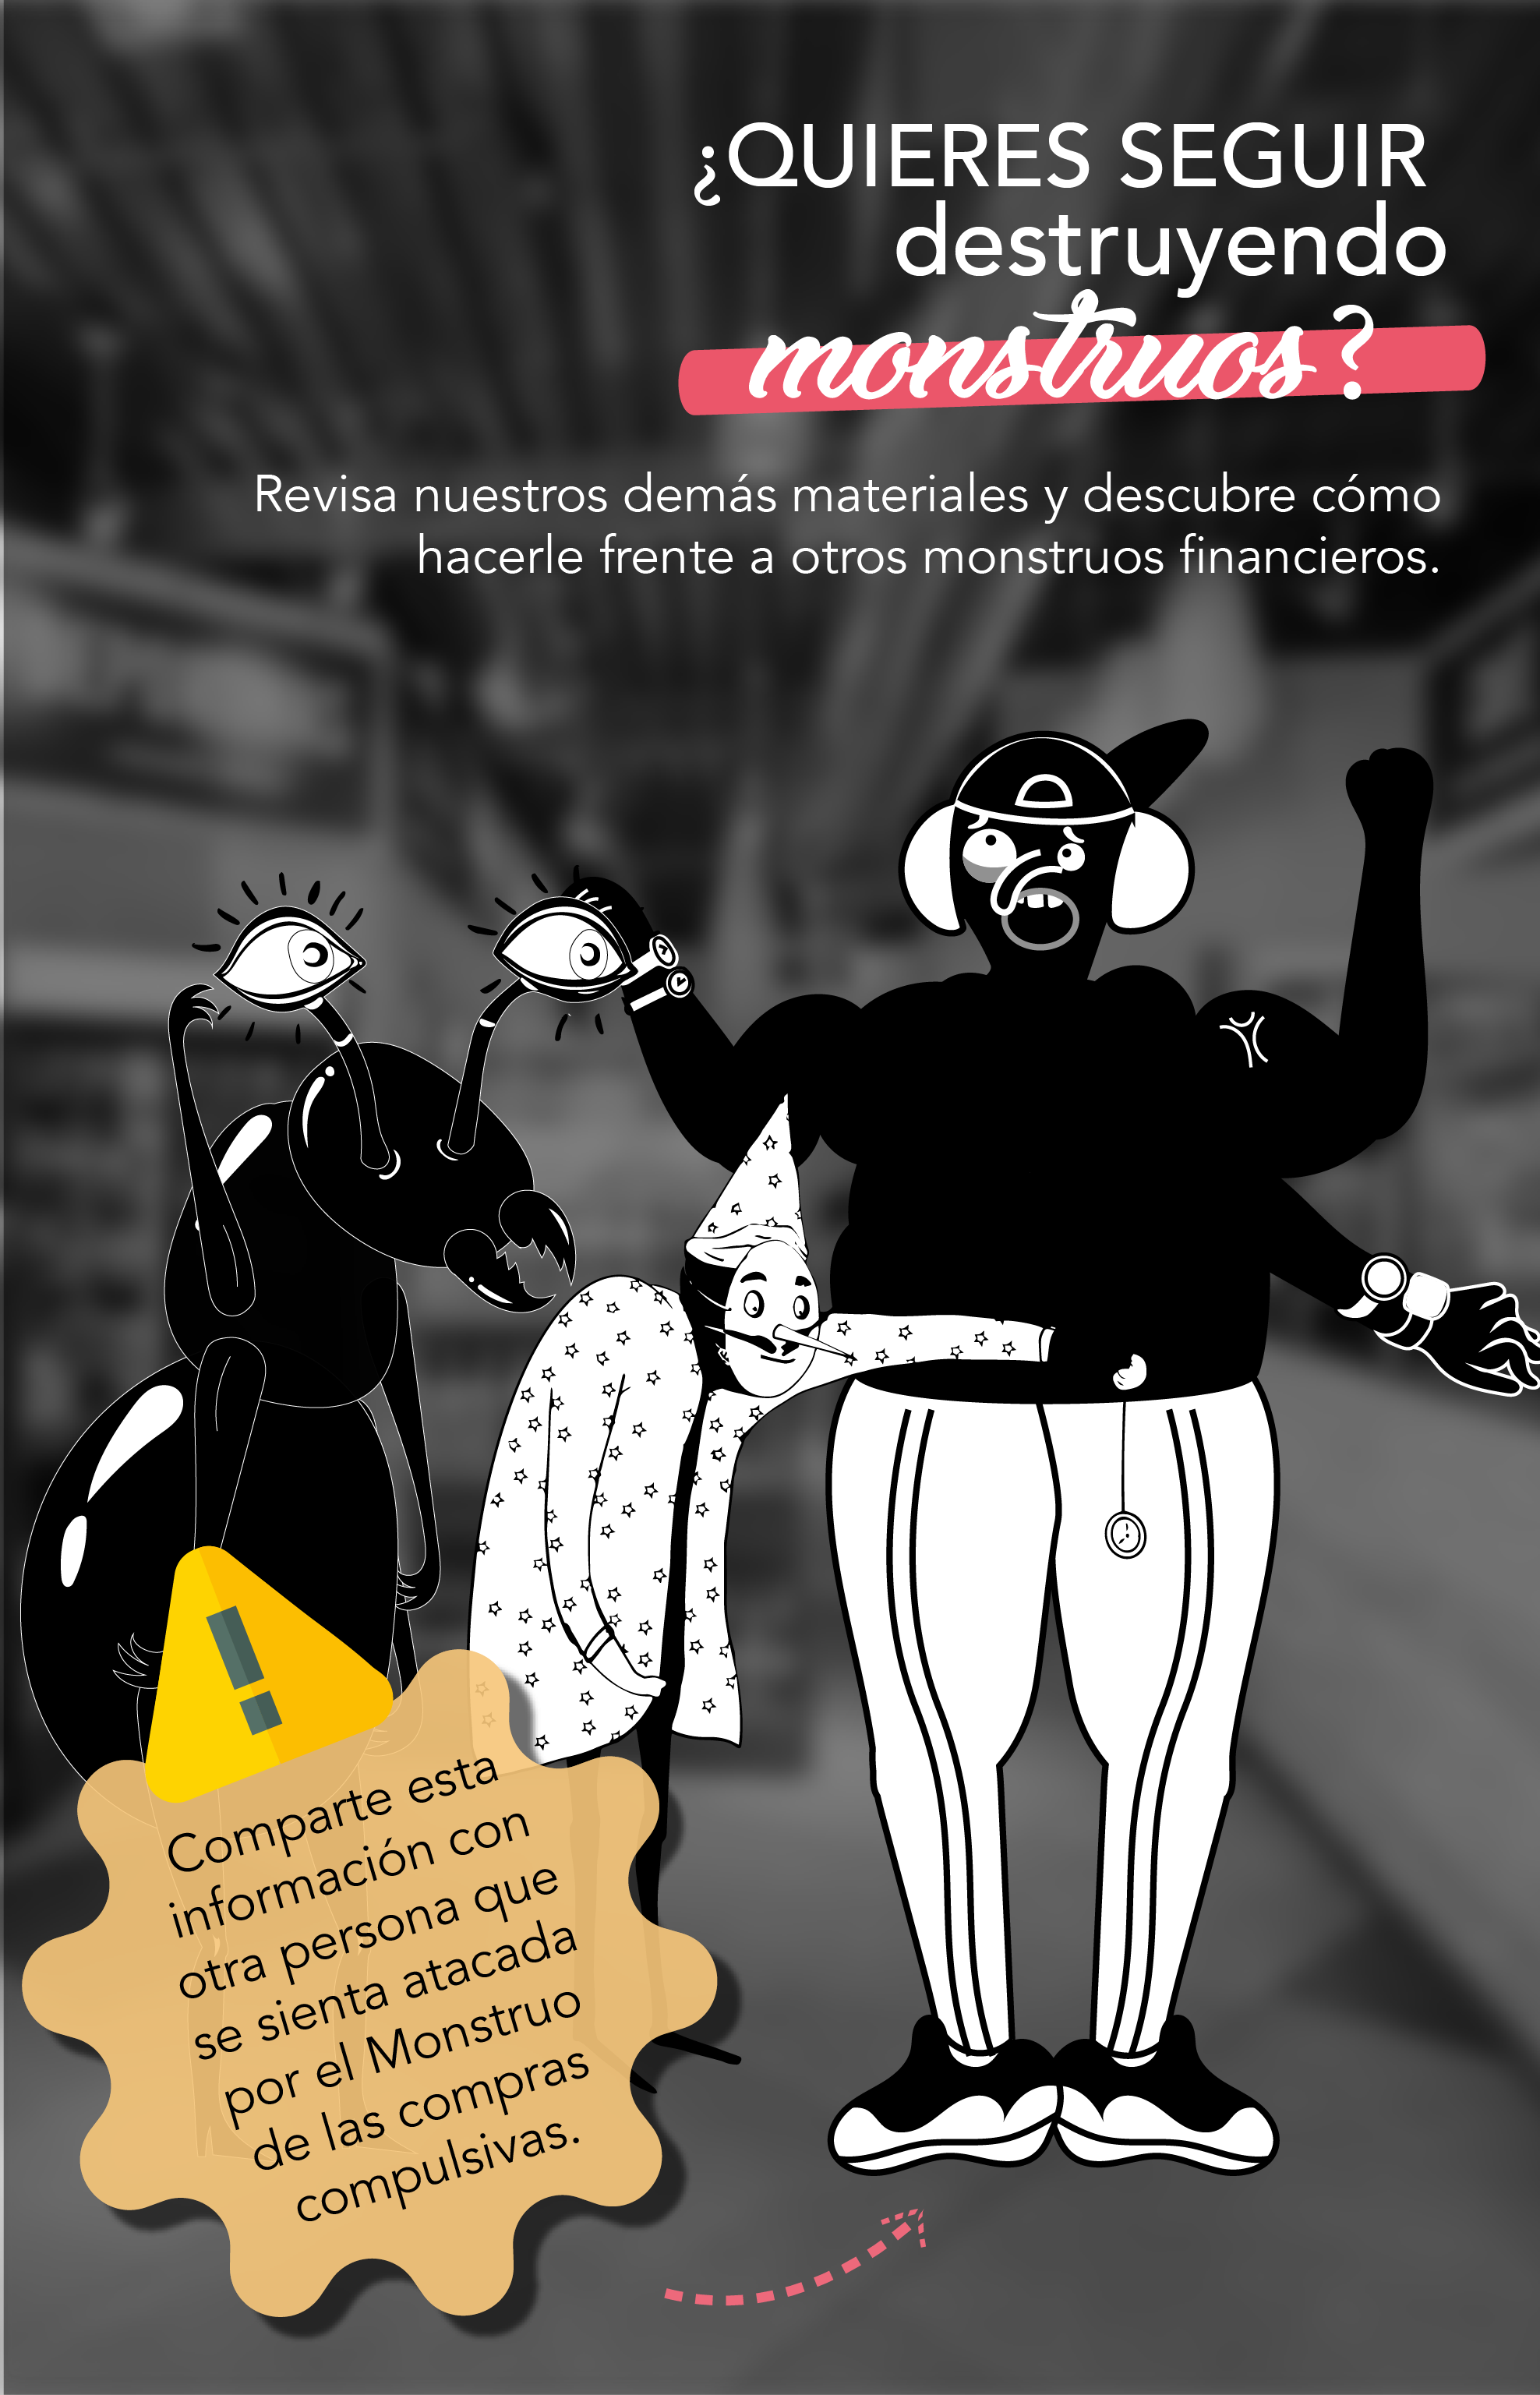 ¿QUIERES SEGUIR
destruyendo
monstruos?
Revisa nuestros demás materiales y descubre cómo
hacerle frente a otros monstruos financieros.
Comparte esta
información con
otra persona que
se sienta atacada
por el Monstruo
de las compras
compulsivas.